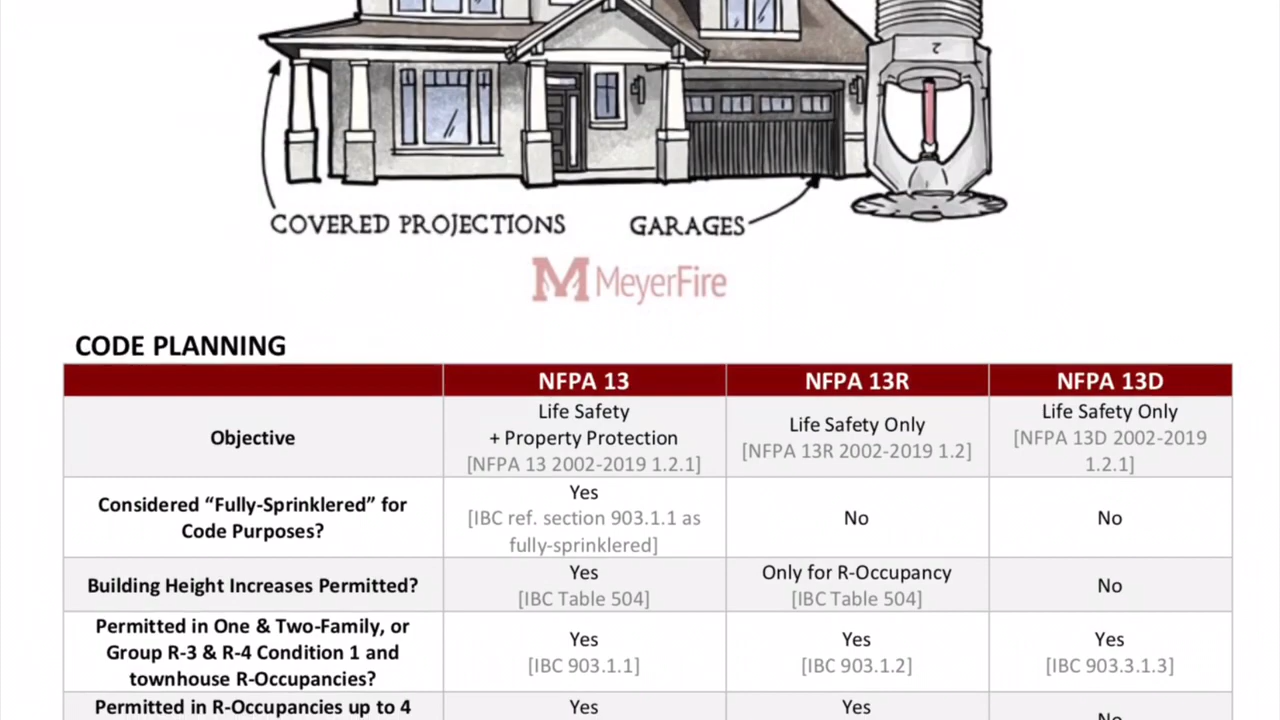 COVERED PROJECTIONS
GARAGES
MeyerFire
CODE PLANNING
NFPA 13
NFPA 13R
NFPA 13D
Objective
Life Safety
+ Property Protection
[NFPA 13 2002-2019 1.2.1]
Life Safety Only
[NFPA 13R 2002-2019 1.2]
Life Safety Only
[NFPA 13D 2002-2019
1.2.1]
Considered “Fully-Sprinklered” for
Code Purposes?
Yes
[IBC ref. section 903.1.1 as
fully-sprinklered]
No
No
Building Height Increases Permitted?
Yes
[IBC Table 504]
Only for R-Occupancy
[IBC Table 504]
No
Permitted in One & Two-Family, or
Group R-3 & R-4 Condition 1 and
townhouse R-Occupancies?
Yes
[IBC 903.1.1]
Yes
[IBC 903.1.2]
Yes
[IBC 903.3.1.3]
Permitted in R-Occupancies up to 4
Yes
Yes
No